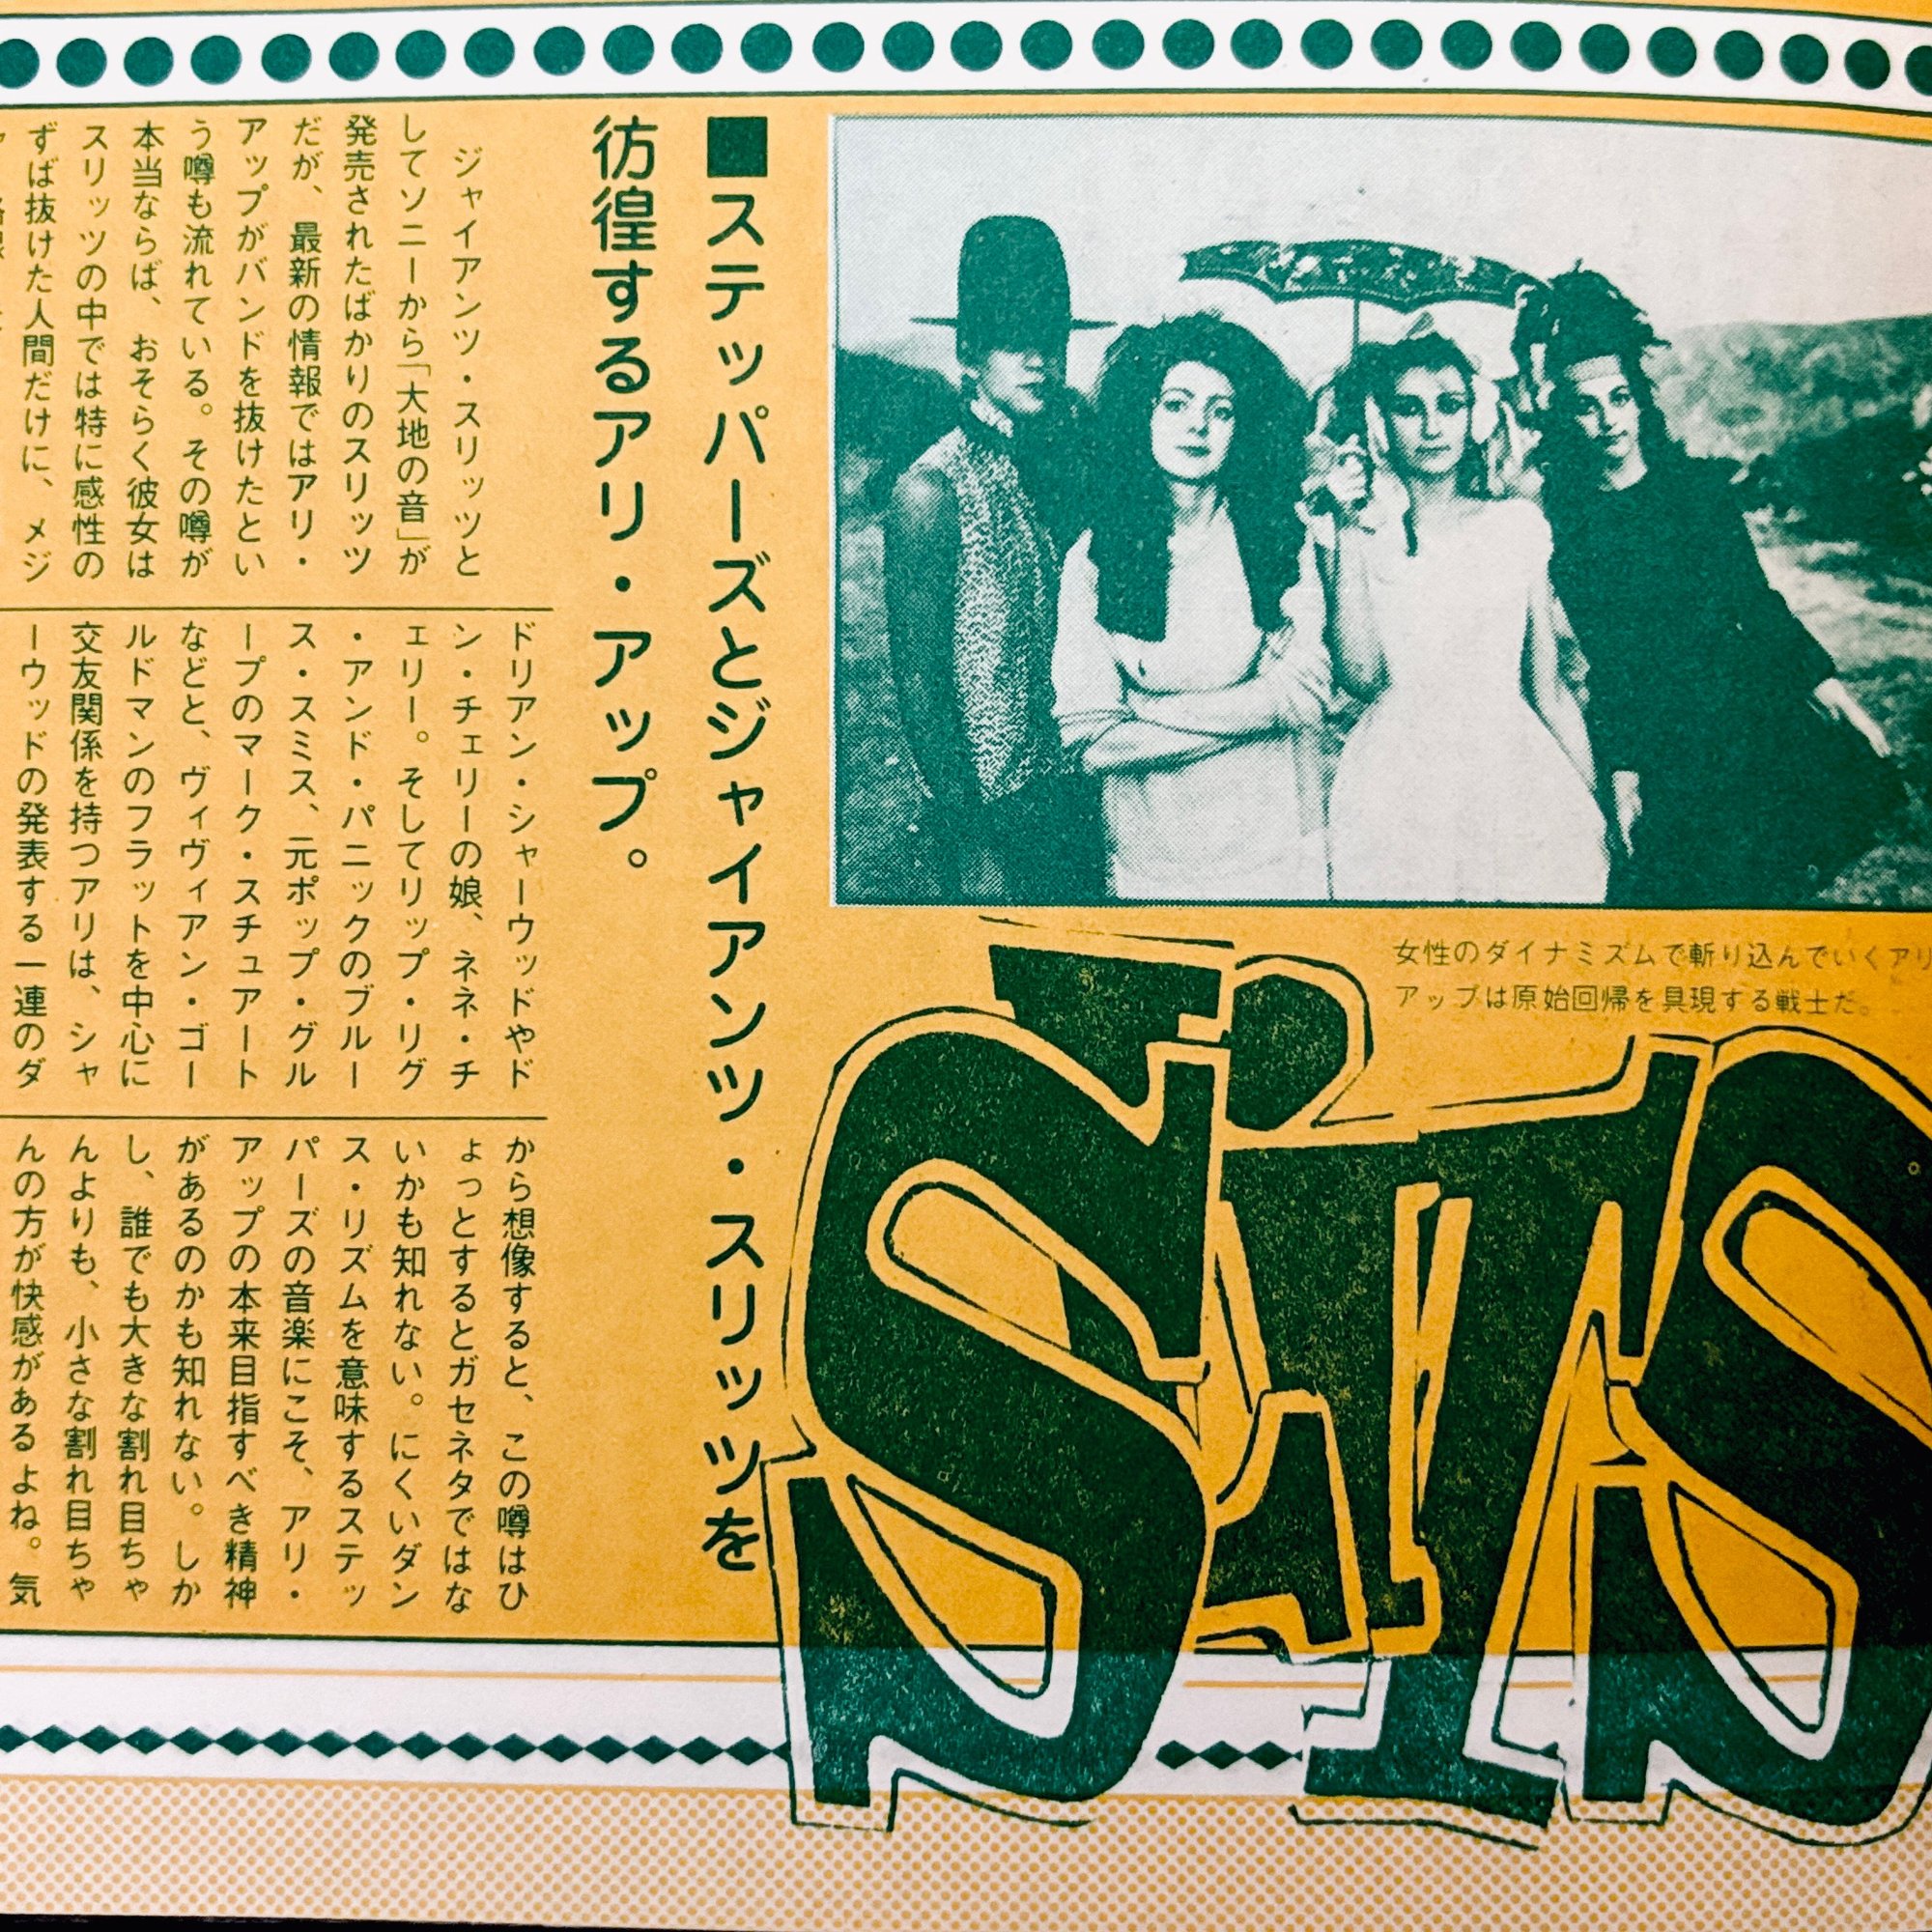 ■ステッパーズとジャイアンツ・スリッツを
彷徨するアリ・アップ。
女性のダイナミズムで斬り込んでいくアリ
アップは原始回帰を具現する戦士だ。
SLITS
ジャイアンツ・スリッツと
してソニーから「大地の音」が
発売されたばかりのスリッツ
だが、最新の情報ではアリ・
アップがバンドを抜けたとい
う噂も流れている。その噂が
本当ならば、おそらく彼女は
スリッツの中では特に感性の
ずば抜けた人間だけに、メジ
ドリアン・シャーウッドやド
ン・チェリーの娘、ネネ・チ
ェリー。そしてリップ・リグ
・アンド・パニックのブルー
ス・スミス、元ポップ・グル
ープのマーク・スチュアート
などと、ヴィヴィアン・ゴー
ルドマンのフラットを中心に
交友関係を持つアリは、シャ
ーウッドの発表する一連のダ
から想像すると、この噂はひ
ょっとするとガセネタではな
いかも知れない。にくいダン
ス・リズムを意味するステッ
パーズの音楽にこそ、アリ・
アップの本来目指すべき精神
があるのかも知れない。しか
し、誰でも大きな割れ目ちゃ
んよりも、小さな割れ目ちゃ
んの方が快感があるよね。気